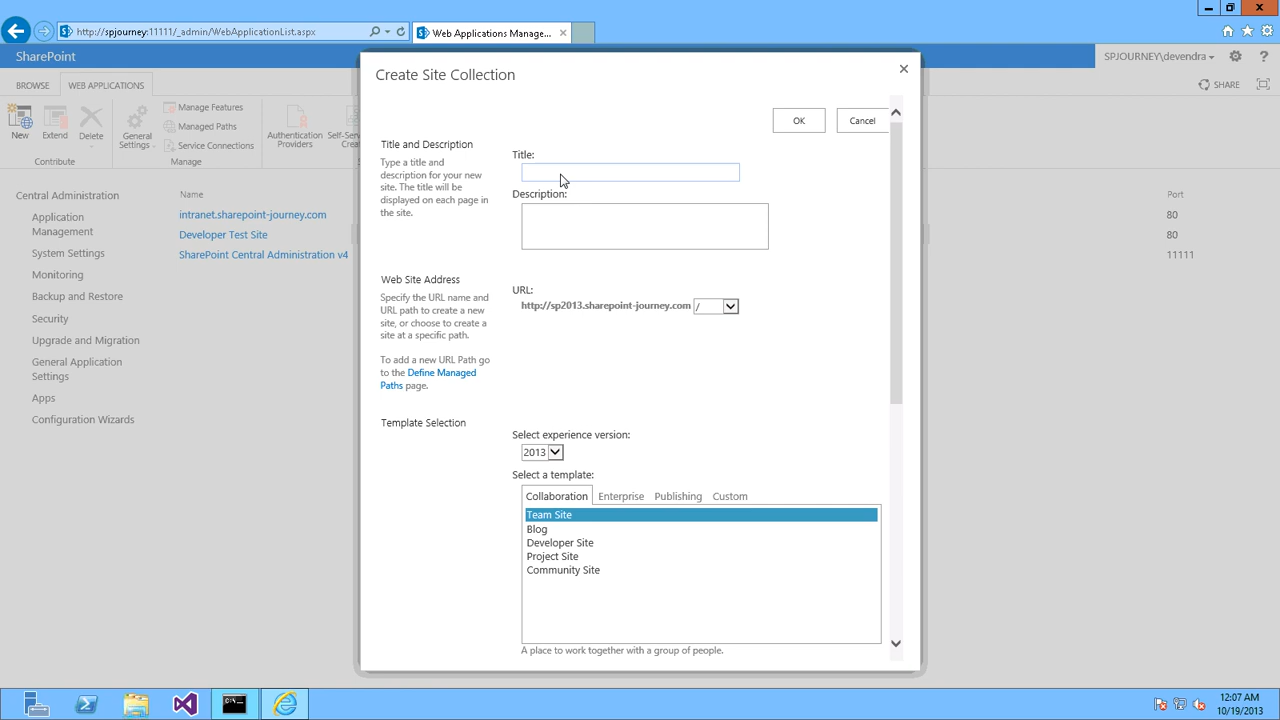 http://spjourney:11111/_admin/WebApplicationList.aspx
Web Applications Manage...
SharePoint
SPJOURNEY\devendra
?
BROWSE
WEB APPLICATIONS
SHARE
New
Extend
Delete
General Settings
Manage Features
Managed Paths
Service Connections
Authentication Providers
Self-Serv
Crea
Contribute
Manage
Central Administration
Application
Management
System Settings
Monitoring
Backup and Restore
Security
Upgrade and Migration
General Application
Settings
Apps
Configuration Wizards
Name
Port
intranet.sharepoint-journey.com
80
Developer Test Site
80
SharePoint Central Administration v4
11111
Create Site Collection
OK
Cancel
Title and Description
Type a title and
description for your new
site. The title will be
displayed on each page in
the site.
Title:
Description:
Web Site Address
Specify the URL name and
URL path to create a new
site, or choose to create a
site at a specific path.
To add a new URL Path go
to the Define Managed
Paths page.
URL:
http://sp2013.sharepoint-journey.com /
Template Selection
Select experience version:
2013
Select a template:
Collaboration Enterprise Publishing Custom
Team Site
Blog
Developer Site
Project Site
Community Site
A place to work together with a group of people.
12:07 AM
10/19/2013